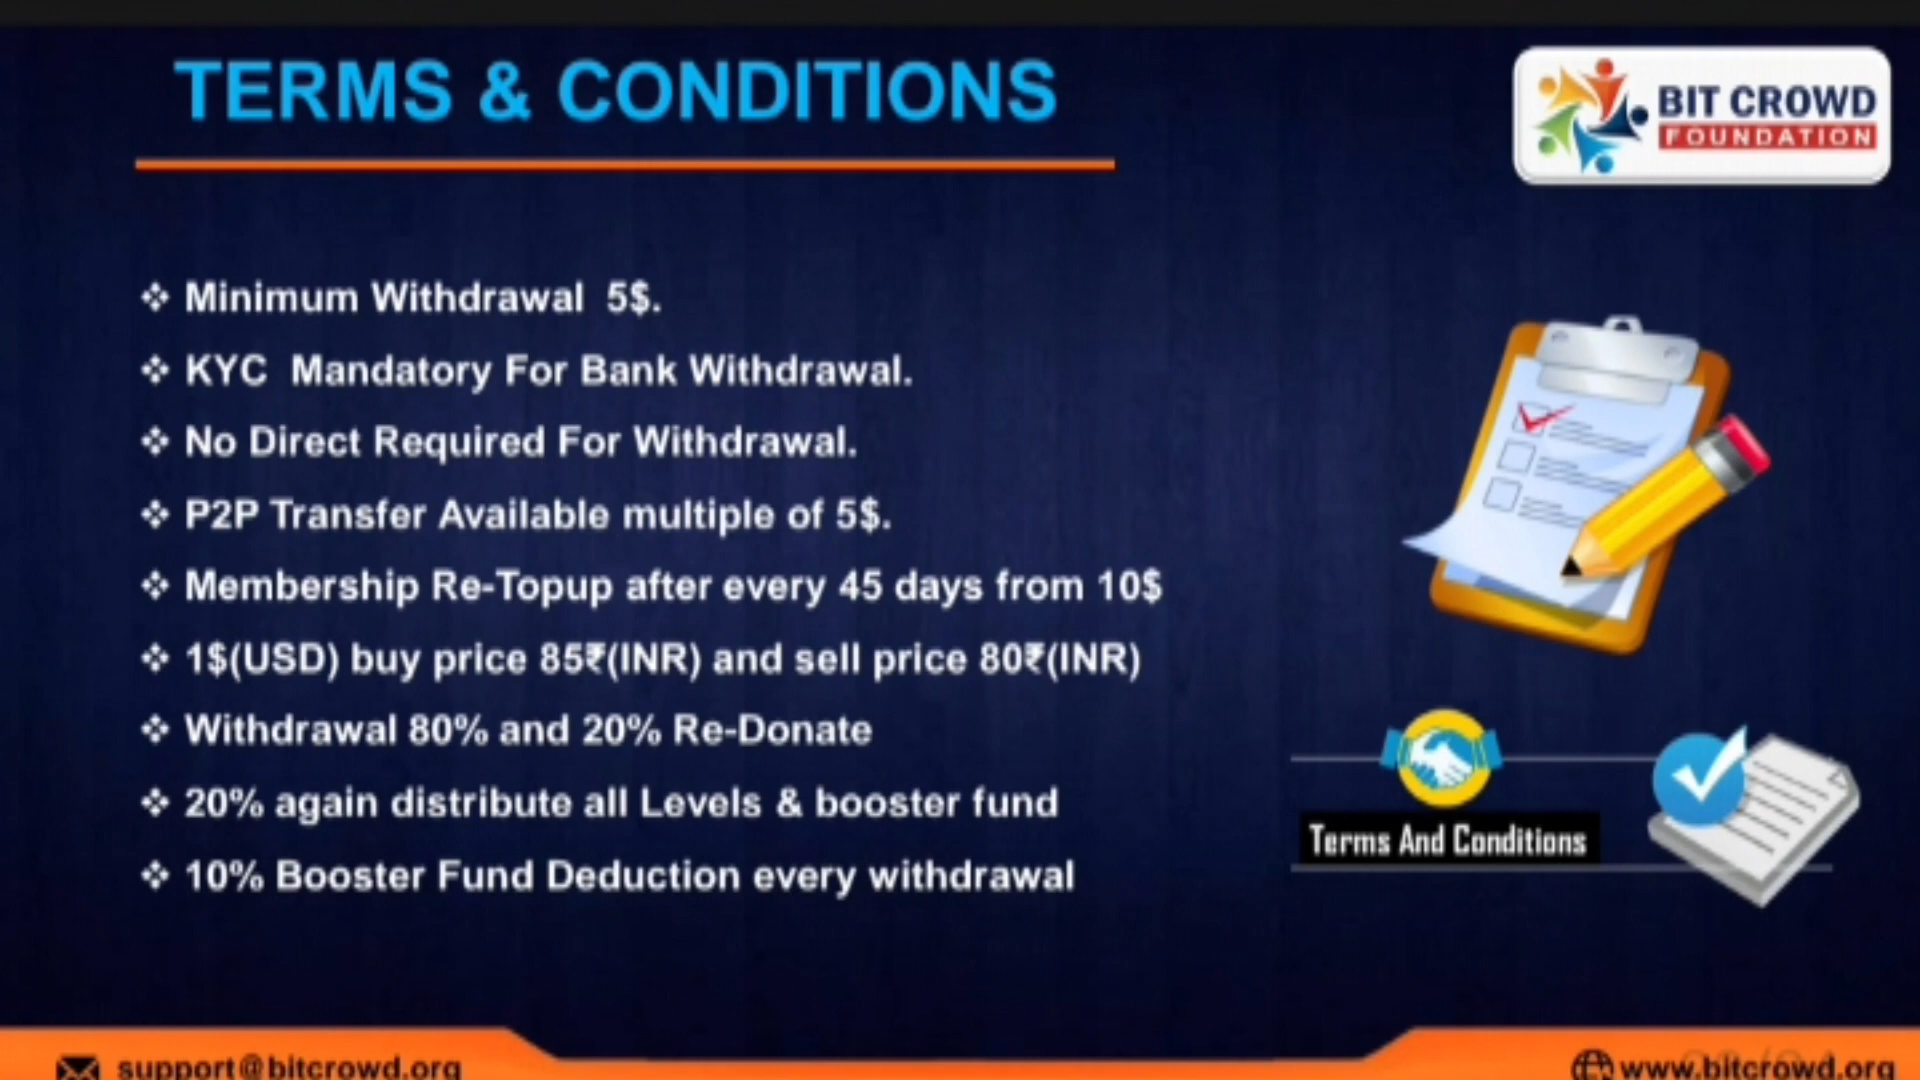 TERMS & CONDITIONS
BIT CROWD
FOUNDATION
Minimum Withdrawal 5$.
KYC Mandatory For Bank Withdrawal.
No Direct Required For Withdrawal.
P2P Transfer Available multiple of 5$.
Membership Re-Topup after every 45 days from 10$
1$(USD) buy price 85₹(INR) and sell price 80₹(INR)
Withdrawal 80% and 20% Re-Donate
20% again distribute all Levels & booster fund
10% Booster Fund Deduction every withdrawal
Terms And Conditions
support@bitcrowd.org
www.bitcrowd.org